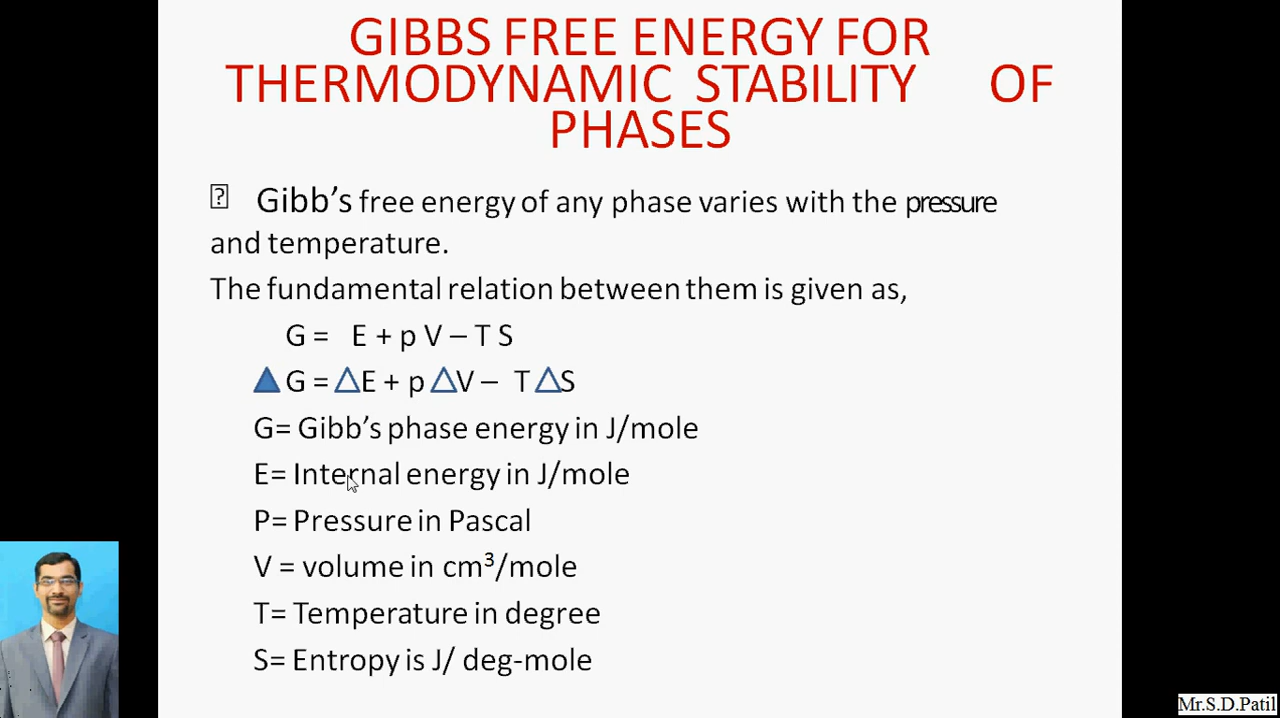 GIBBS FREE ENERGY FOR
THERMODYNAMIC STABILITY OF
PHASES
Gibb’s free energy of any phase varies with the pressure
and temperature.
The fundamental relation between them is given as,
G = E + p V – T S
▲G = △E + p △V – T △S
G= Gibb’s phase energy in J/mole
E= Internal energy in J/mole
P= Pressure in Pascal
V = volume in cm³/mole
T= Temperature in degree
S= Entropy is J/ deg-mole
Mr.S.D.Patil